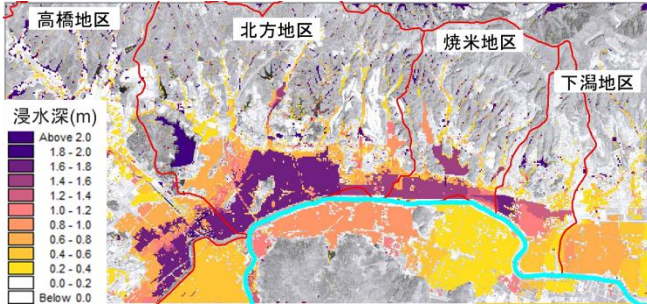 高橋地区
北方地区
焼米地区
下潟地区
浸水深(m)
Above 2.0
1.8 - 2.0
1.6 - 1.8
1.4 - 1.6
1.2 - 1.4
1.0 - 1.2
0.8 - 1.0
0.6 - 0.8
0.4 - 0.6
0.2 - 0.4
0.0 - 0.2
Below 0.0